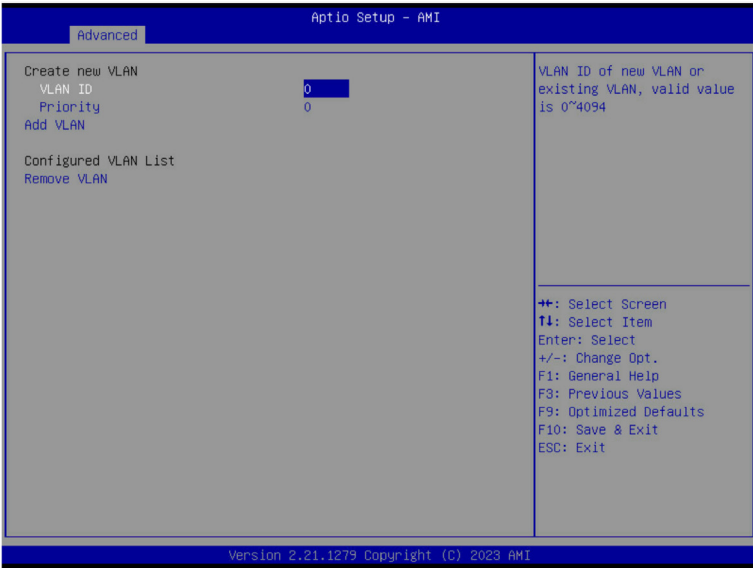 Aptio Setup – AMI
Advanced
Create new VLAN
VLAN ID 0
Priority 0
Add VLAN
Configured VLAN List
Remove VLAN
VLAN ID of new VLAN or
existing VLAN, valid value
is 0~4094
→←: Select Screen
↑↓: Select Item
Enter: Select
+/-: Change Opt.
F1: General Help
F3: Previous Values
F9: Optimized Defaults
F10: Save & Exit
ESC: Exit
Version 2.21.1279 Copyright (C) 2023 AMI